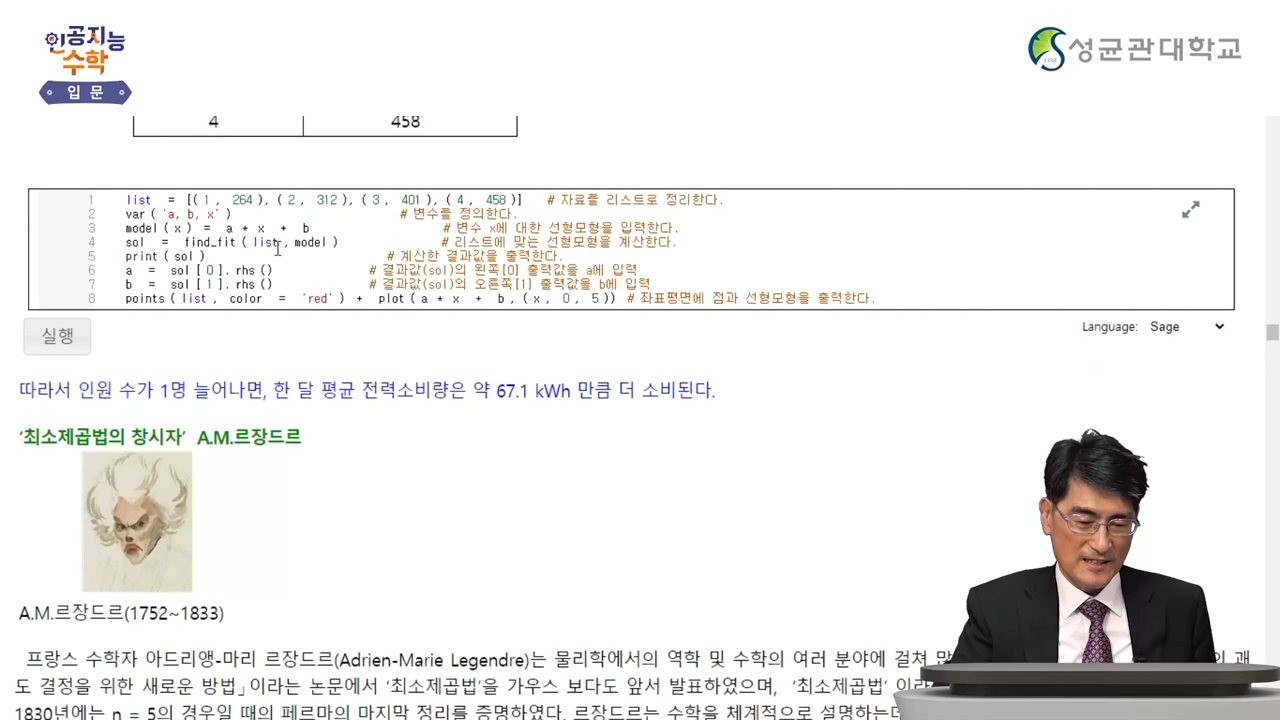 인공지능
수학
입문
성균관대학교
4 458
1 list = [( 1 , 264 ), ( 2 , 312 ), ( 3 , 401 ), ( 4 , 458 )] # 자료를 리스트로 정리한다.
2 var ( 'a, b, x' ) # 변수를 정의한다.
3 model ( x ) = a * x + b # 변수 x에 대한 선형모형을 입력한다.
4 sol = find_fit ( list , model ) # 리스트에 맞는 선형모형을 계산한다.
5 print ( sol ) # 계산한 결과값을 출력한다.
6 a = sol [ 0 ]. rhs () # 결과값(sol)의 왼쪽[0] 출력값을 a에 입력
7 b = sol [ 1 ]. rhs () # 결과값(sol)의 오른쪽[1] 출력값을 b에 입력
8 points ( list , color = 'red' ) + plot ( a * x + b , ( x , 0 , 5 )) # 좌표평면에 점과 선형모형을 출력한다.
실행
Language: Sage
따라서 인원 수가 1명 늘어나면, 한 달 평균 전력소비량은 약 67.1 kWh 만큼 더 소비된다.
'최소제곱법의 창시자' A.M.르장드르
A.M.르장드르(1752~1833)
프랑스 수학자 아드리앵-마리 르장드르(Adrien-Marie Legendre)는 물리학에서의 역학 및 수학의 여러 분야에 걸쳐 괘
도 결정을 위한 새로운 방법」이라는 논문에서 '최소제곱법'을 가우스 보다도 앞서 발표하였으며, '최소제곱법'
1830년에는 n = 5의 경우일 때의 페르마의 마지막 정리를 증명하였다. 르장드르는 수학을 체계적으로